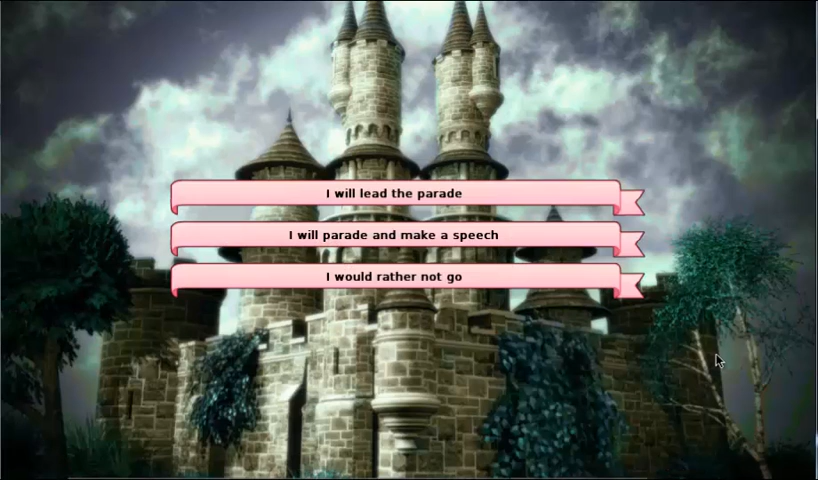 I will lead the parade
I will parade and make a speech
I would rather not go